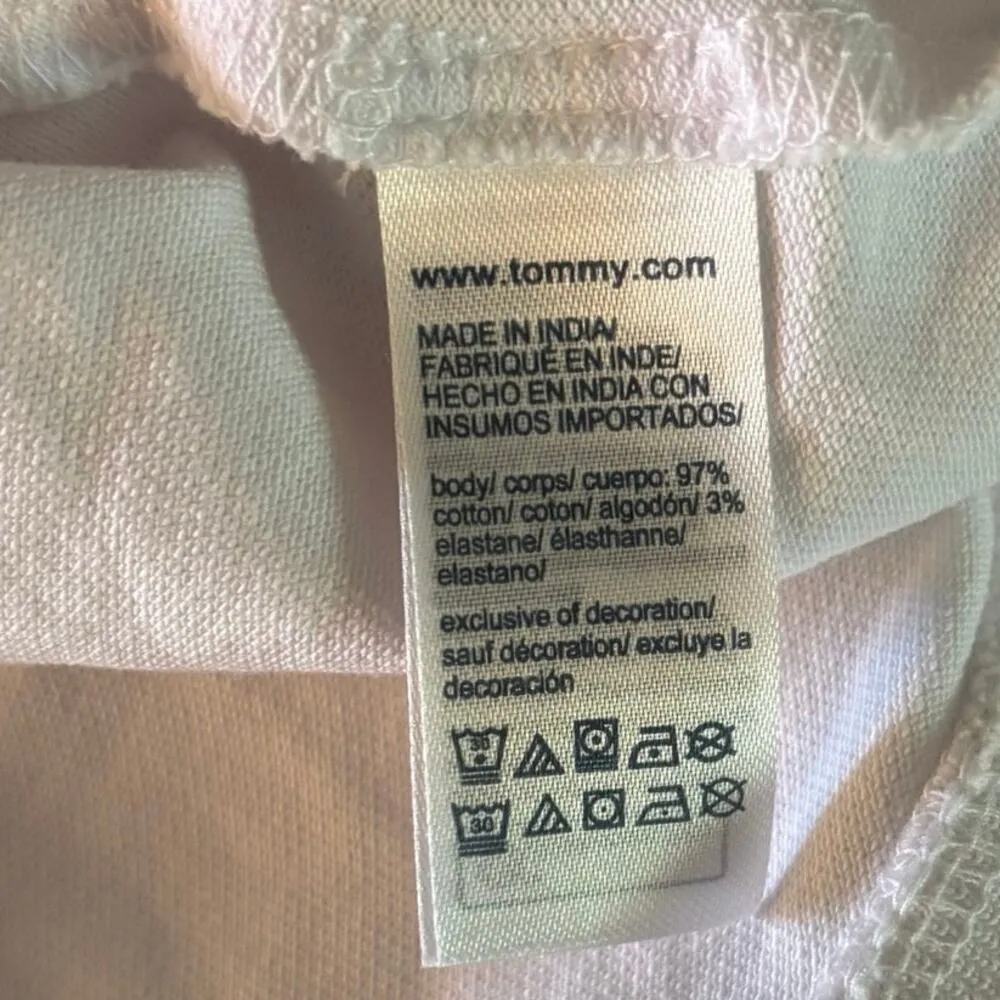 www.tommy.com
MADE IN INDIA/
FABRIQUÉ EN INDE/
HECHO EN INDIA CON
INSUMOS IMPORTADOS/
body/ corps/ cuerpo: 97%
cotton/ coton/ algodón/ 3%
elastane/ élasthanne/
elastano/
exclusive of decoration/
sauf décoration/ excluye la
decoración
30
30